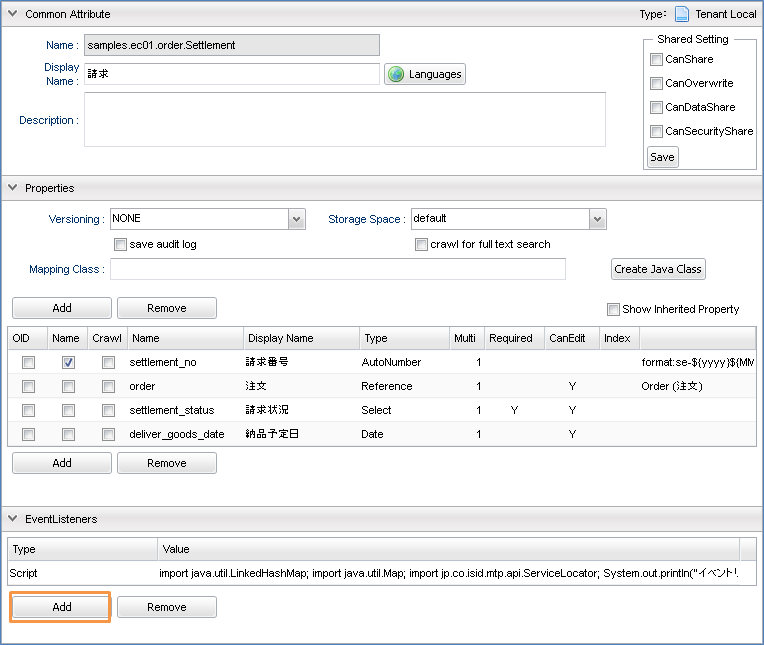 Common Attribute Type: Tenant Local
Name : samples.ec01.order.Settlement
Display Name : 請求 Languages
Description :
Shared Setting
CanShare
CanOverwrite
CanDataShare
CanSecurityShare
Save
Properties
Versioning : NONE Storage Space : default
save audit log crawl for full text search
Mapping Class : Create Java Class
Add Remove Show Inherited Property
OID Name Crawl Name Display Name Type Multi Required CanEdit Index
settlement_no 請求番号 AutoNumber 1 format:se-${yyyy}${MM
order 注文 Reference 1 Y Order (注文)
settlement_status 請求状況 Select 1 Y Y
deliver_goods_date 納品予定日 Date 1 Y
Add Remove
EventListeners
Type Value
Script import java.util.LinkedHashMap; import java.util.Map; import jp.co.isid.mtp.api.ServiceLocator; System.out.println("イベントリ.
Add Remove